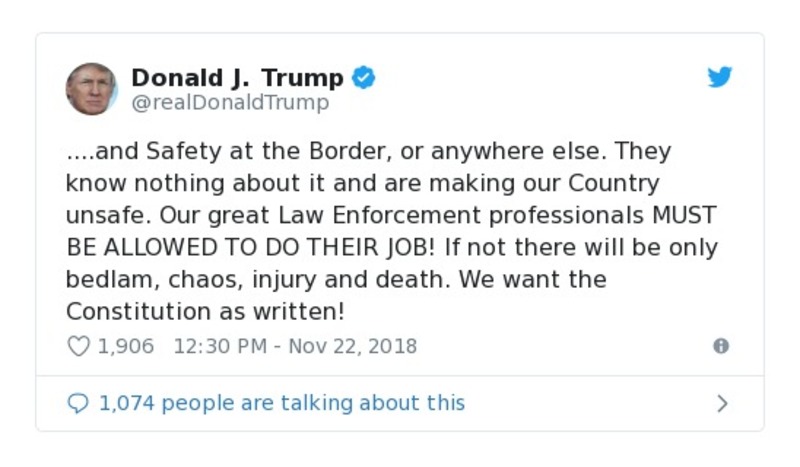 Donald J. Trump
@realDonaldTrump
....and Safety at the Border, or anywhere else. They
know nothing about it and are making our Country
unsafe. Our great Law Enforcement professionals MUST
BE ALLOWED TO DO THEIR JOB! If not there will be only
bedlam, chaos, injury and death. We want the
Constitution as written!
1,906 12:30 PM - Nov 22, 2018
1,074 people are talking about this